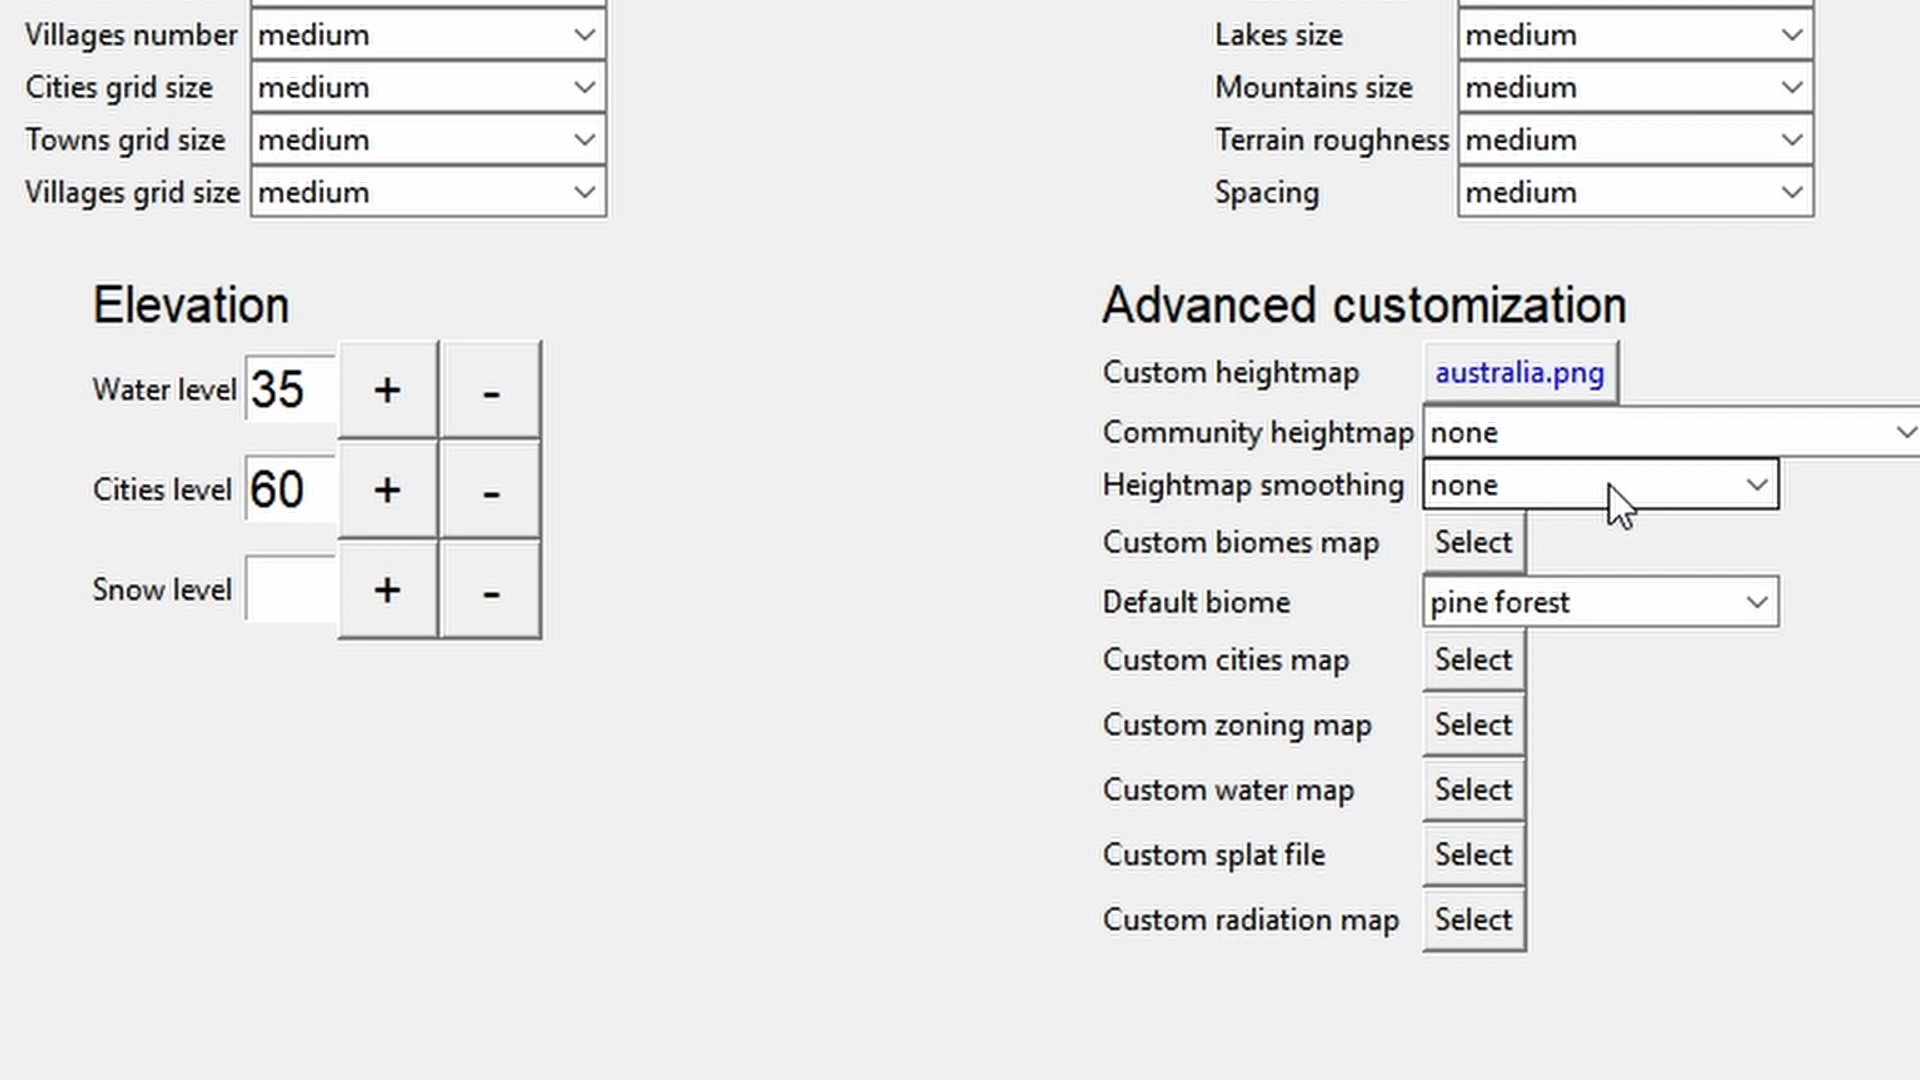 Villages number medium
Cities grid size medium
Towns grid size medium
Villages grid size medium
Lakes size medium
Mountains size medium
Terrain roughness medium
Spacing medium
Elevation
Water level 35 + -
Cities level 60 + -
Snow level + -
Advanced customization
Custom heightmap australia.png
Community heightmap none
Heightmap smoothing none
Custom biomes map Select
Default biome pine forest
Custom cities map Select
Custom zoning map Select
Custom water map Select
Custom splat file Select
Custom radiation map Select